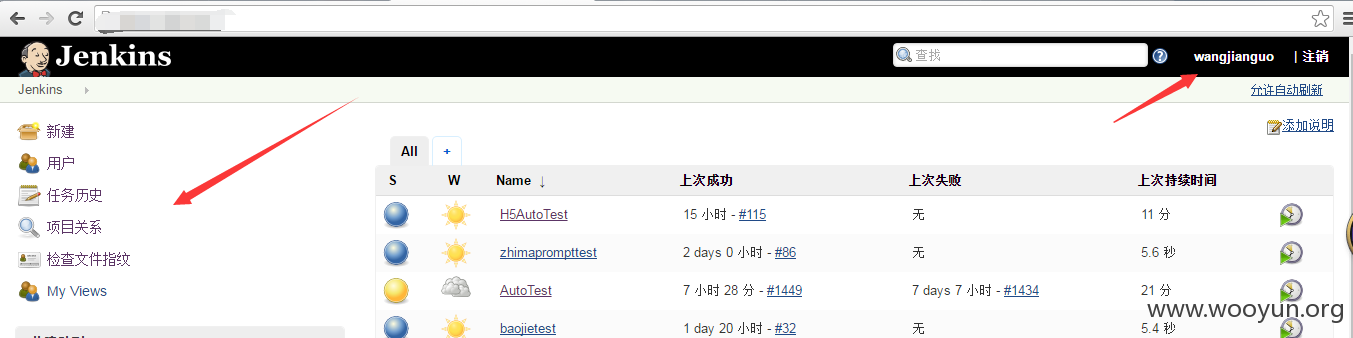 Jenkins
查找
wangjianguo | 注销
Jenkins
允许自动刷新
新建
用户
任务历史
项目关系
检查文件指纹
My Views
添加说明
All +
S W Name ↓ 上次成功 上次失败 上次持续时间
H5AutoTest 15 小时 - #115 无 11 分
zhimaprompttest 2 days 0 小时 - #86 无 5.6 秒
AutoTest 7 小时 28 分 - #1449 7 days 7 小时 - #1434 21 分
baojietest 1 day 20 小时 - #32 无 5.4 秒
www.wooyun.org